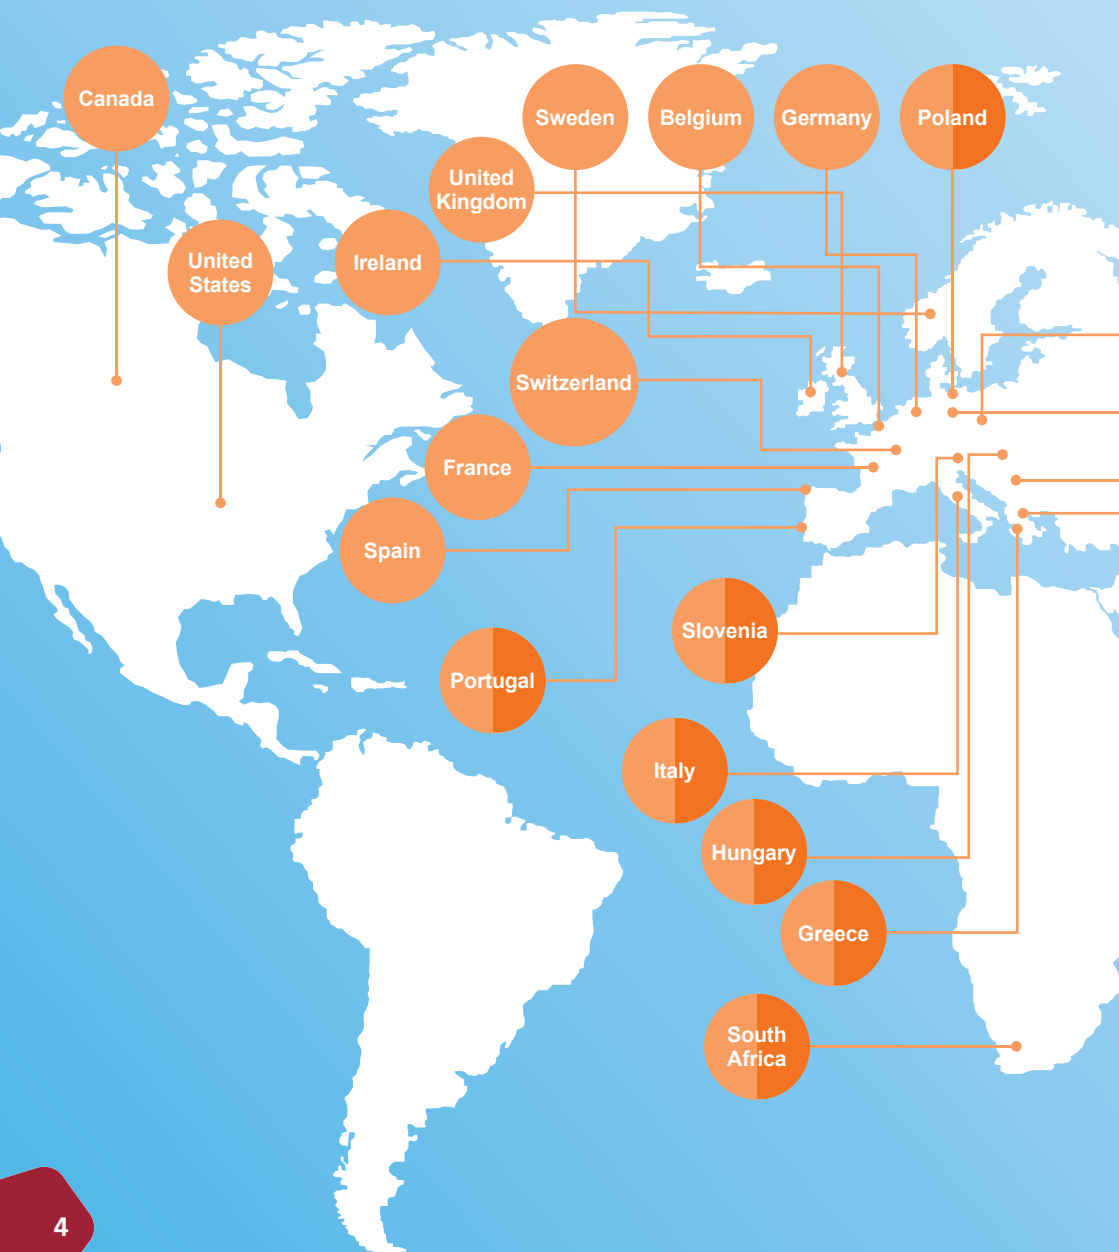 Canada
Sweden
Belgium
Germany
Poland
United
Kingdom
United
States
Ireland
Switzerland
France
Spain
Slovenia
Portugal
Italy
Hungary
Greece
South
Africa
4